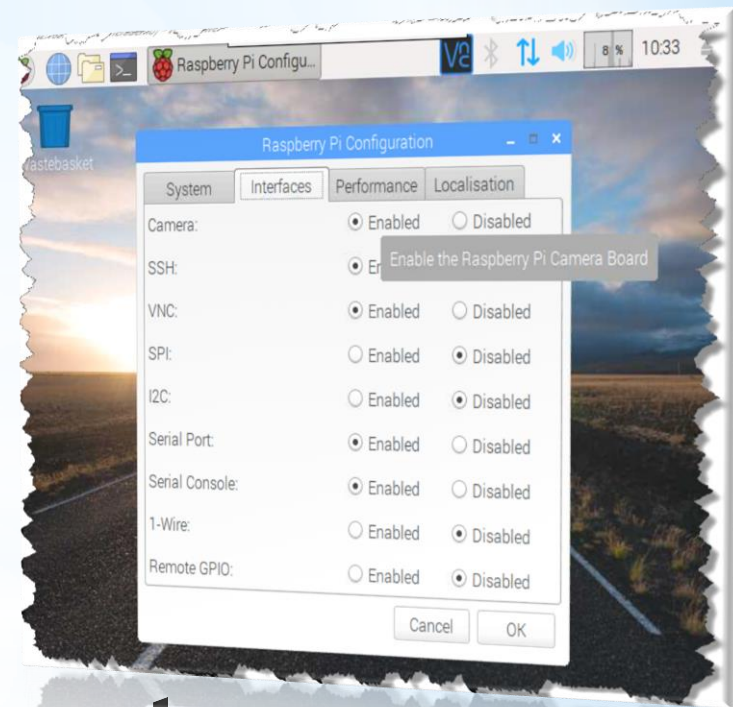 Raspberry Pi Configu...
8 %
10:33
Raspberry Pi Configuration
System Interfaces Performance Localisation
Camera: Enabled Disabled
Enable the Raspberry Pi Camera Board
SSH:
VNC: Enabled Disabled
SPI: Enabled Disabled
I2C: Enabled Disabled
Serial Port: Enabled Disabled
Serial Console: Enabled Disabled
1-Wire: Enabled Disabled
Remote GPIO: Enabled Disabled
Cancel OK